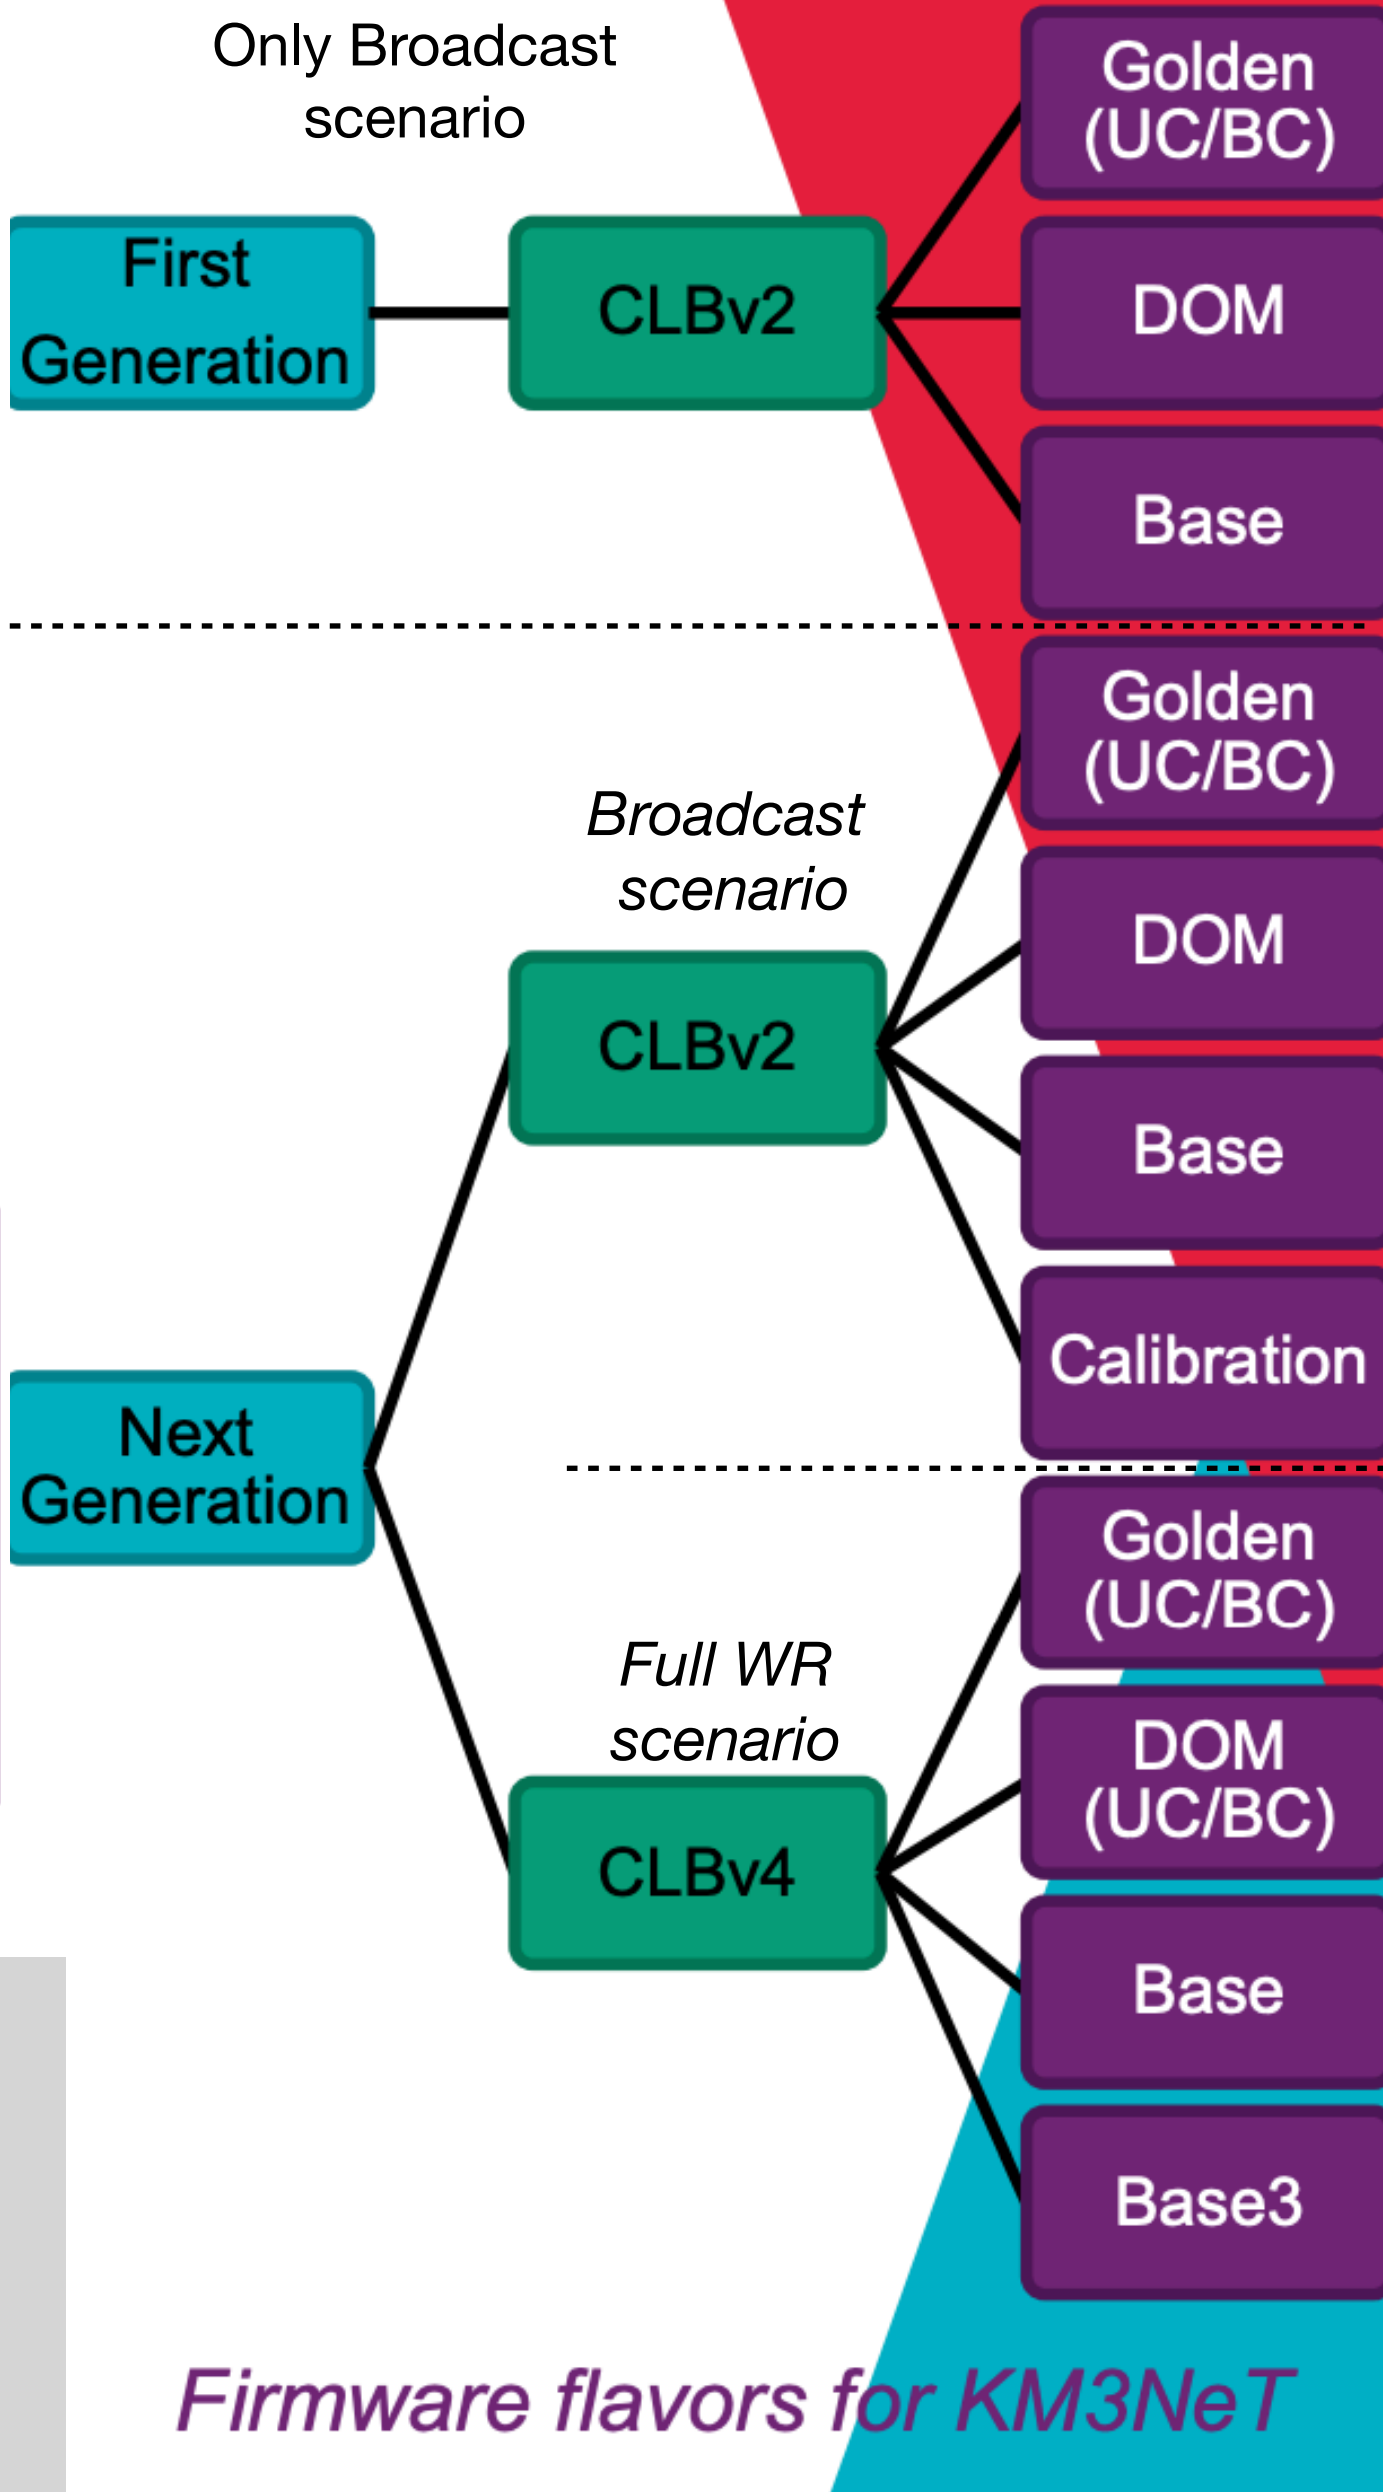 Only Broadcast
scenario
First
Generation
CLBv2
Golden
(UC/BC)
DOM
Base
Next
Generation
Broadcast
scenario
CLBv2
Golden
(UC/BC)
DOM
Base
Calibration
Full WR
scenario
CLBv4
Golden
(UC/BC)
DOM
(UC/BC)
Base
Base3
Firmware flavors for KM3NeT